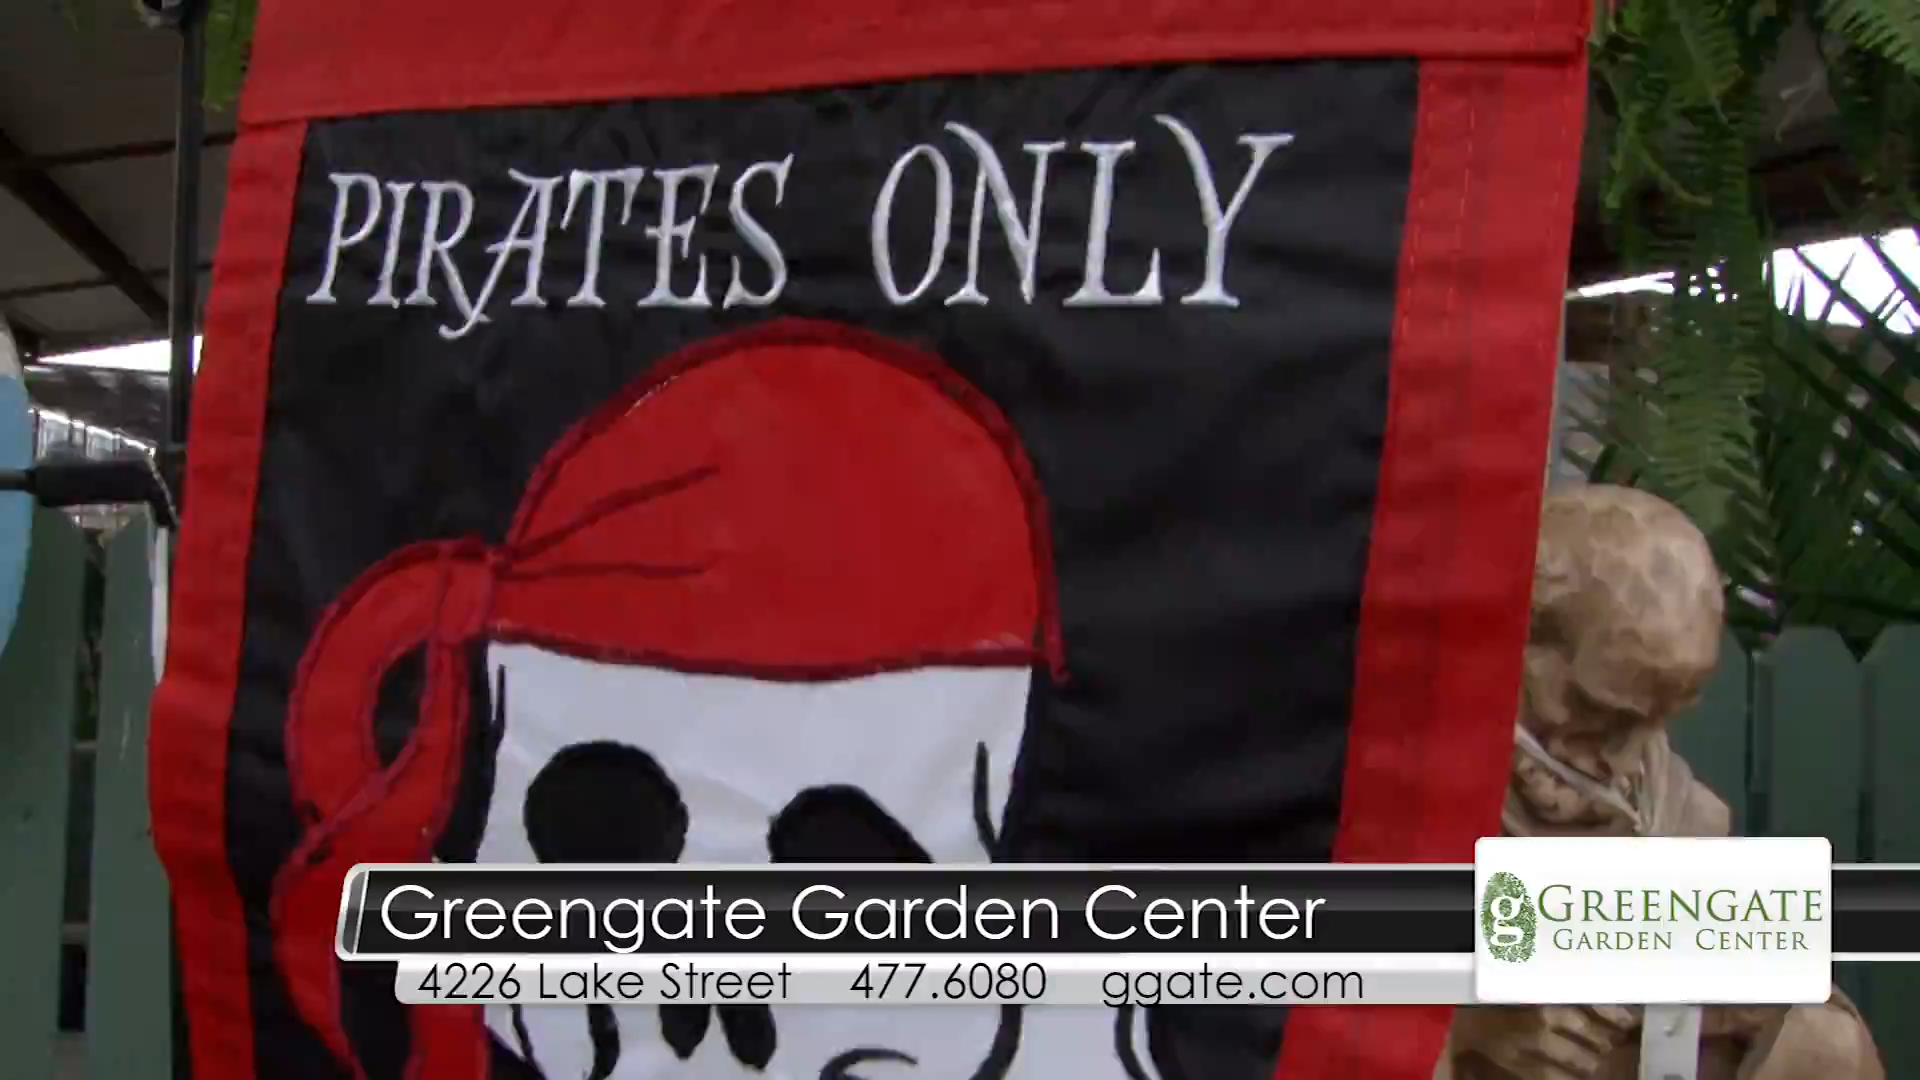 PIRATES ONLY
Greengate Garden Center
4226 Lake Street 477.6080 ggate.com
g GREENGATE
GARDEN CENTER